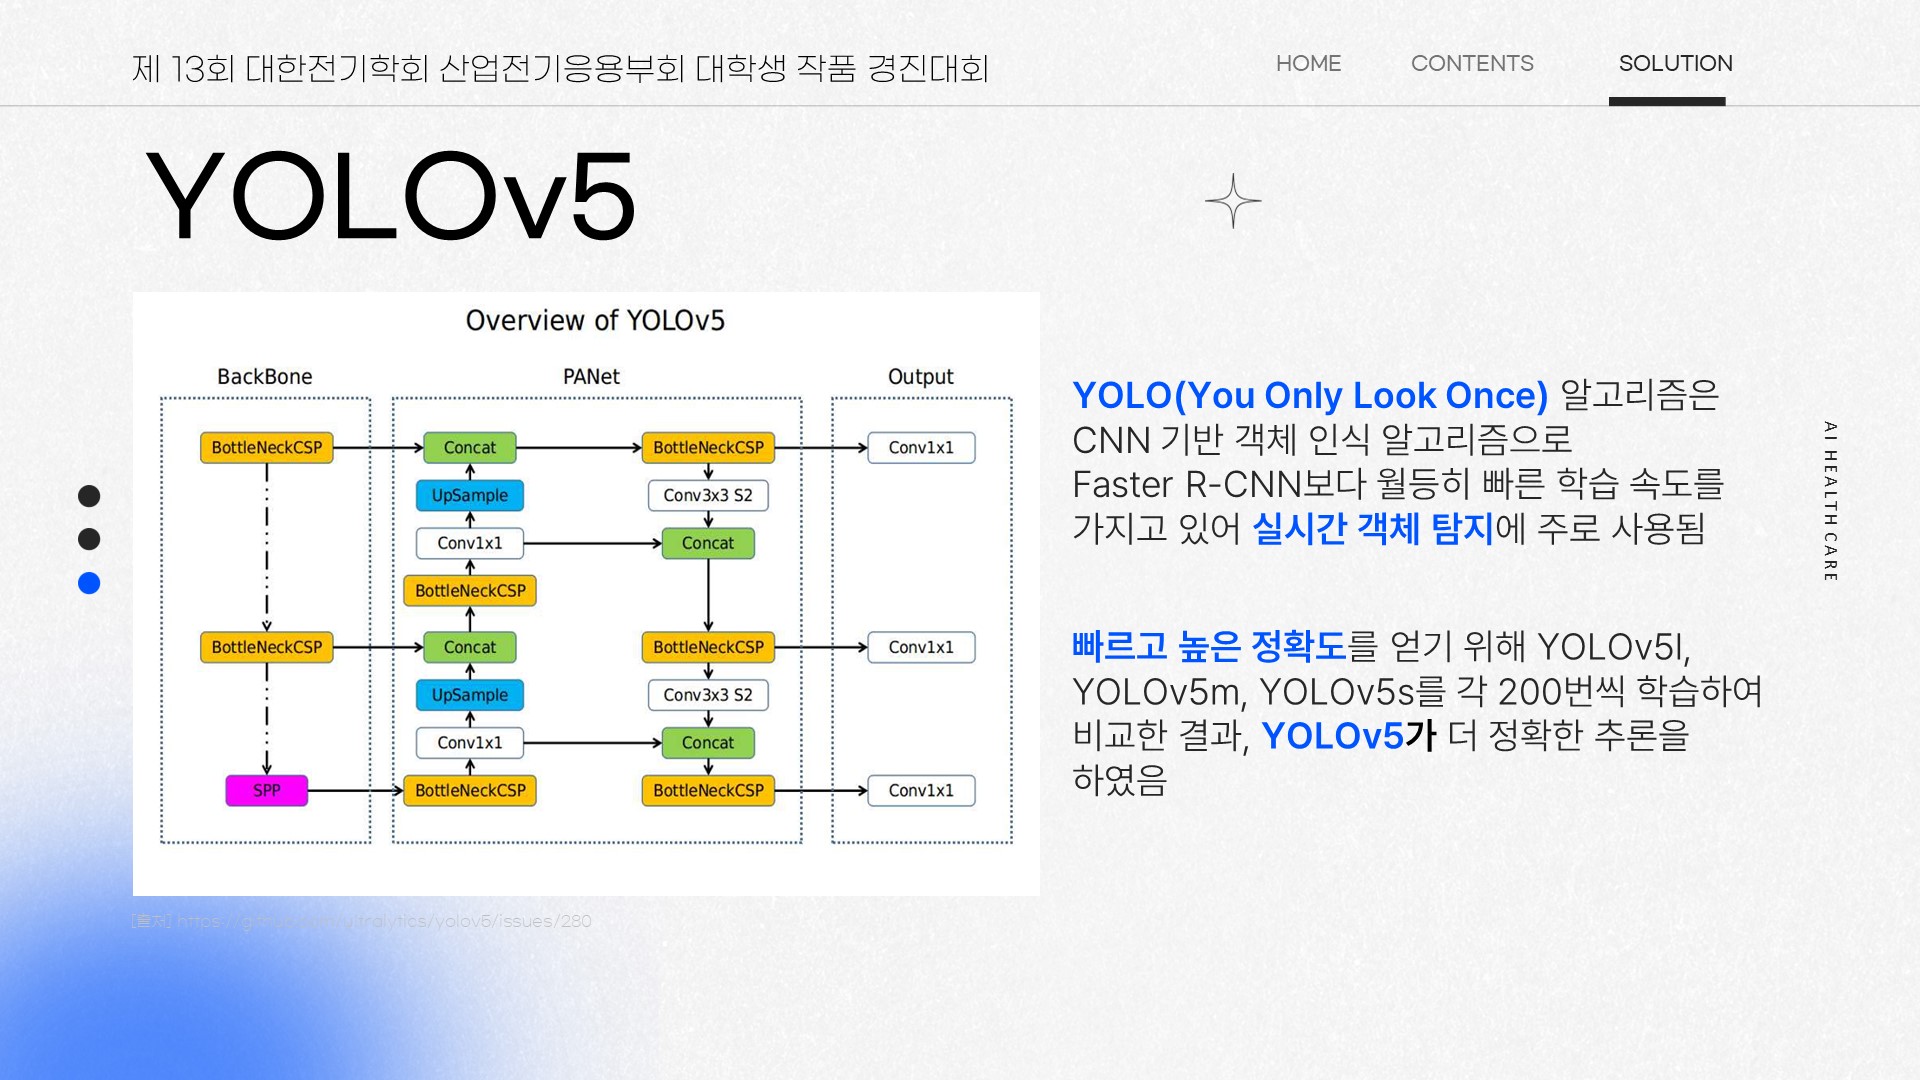 제 13회 대한전기학회 산업전기응용부회 대학생 작품 경진대회
HOME
CONTENTS
SOLUTION
YOLOv5
Overview of YOLOv5
BackBone
PANet
Output
BottleNeckCSP
Concat
BottleNeckCSP
Conv1x1
UpSample
Conv3x3 S2
Conv1x1
Concat
BottleNeckCSP
BottleNeckCSP
Concat
BottleNeckCSP
Conv1x1
UpSample
Conv3x3 S2
Conv1x1
Concat
SPP
BottleNeckCSP
BottleNeckCSP
Conv1x1
[출처] https://github.com/ultralytics/yolov5/issues/280
YOLO(You Only Look Once) 알고리즘은
CNN 기반 객체 인식 알고리즘으로
Faster R-CNN보다 월등히 빠른 학습 속도를
가지고 있어 실시간 객체 탐지에 주로 사용됨
빠르고 높은 정확도를 얻기 위해 YOLOv5l,
YOLOv5m, YOLOv5s를 각 200번씩 학습하여
비교한 결과, YOLOv5가 더 정확한 추론을
하였음
AI HEALTH CARE